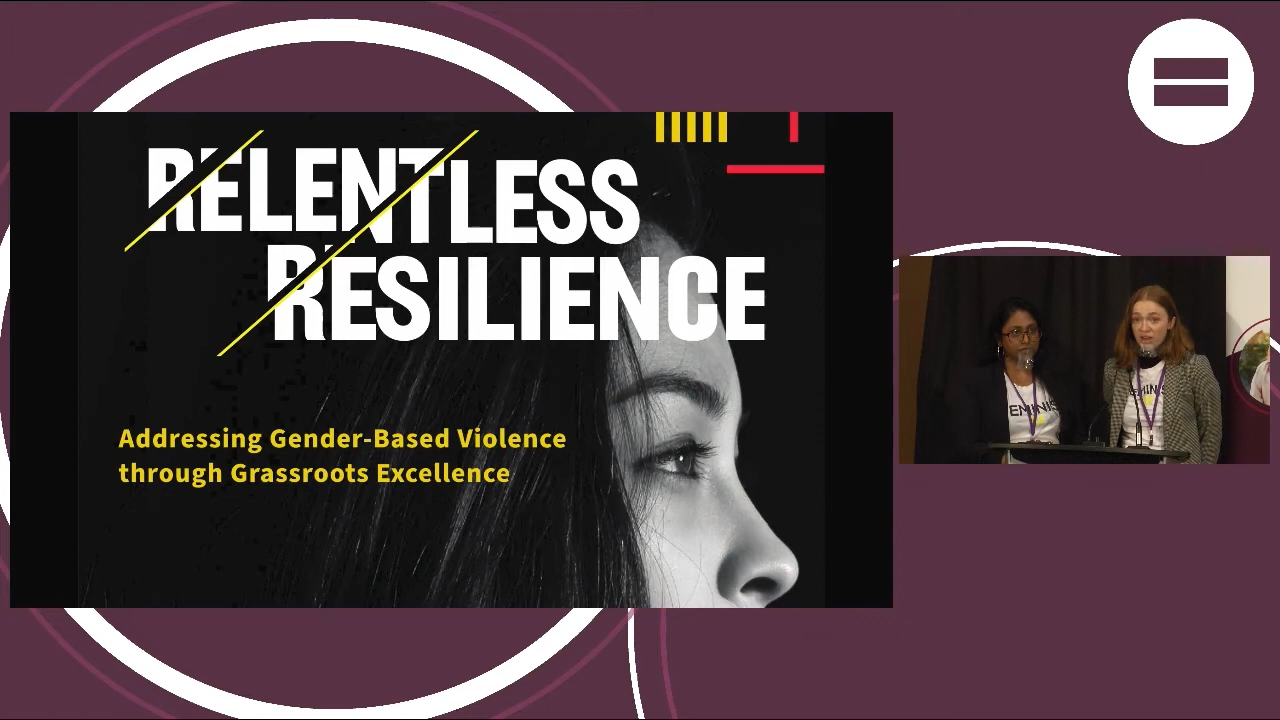 RELENTLESS
RESILIENCE
Addressing Gender-Based Violence
through Grassroots Excellence